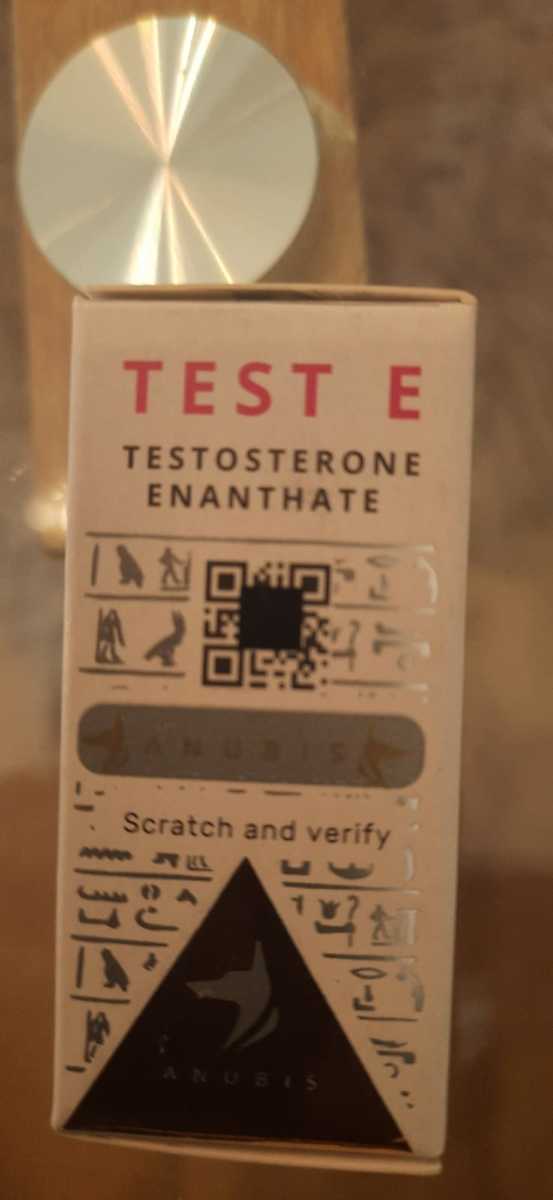 TEST E
TESTOSTERONE
ENANTHATE
ANUBIS
Scratch and verify
ANUBIS